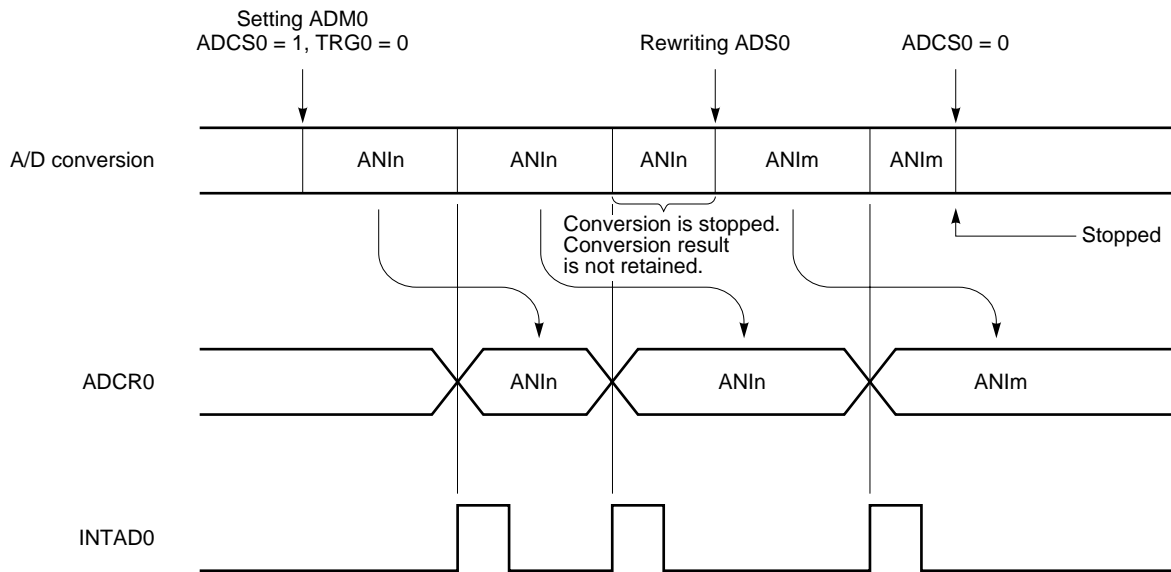 Setting ADM0
ADCS0 = 1, TRG0 = 0
Rewriting ADS0
ADCS0 = 0
A/D conversion
ANIn
ANIn
ANIn
ANIm
ANIm
Conversion is stopped.
Conversion result
is not retained.
Stopped
ADCR0
ANIn
ANIn
ANIm
INTAD0